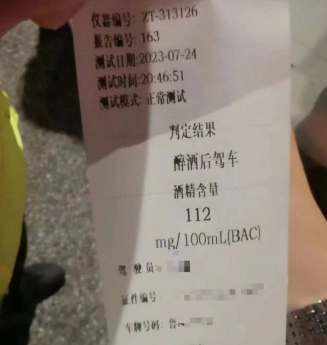 仪器编号: ZT-313126
报告编号: 163
测试日期:2023-07-24
测试时间:20:46:51
测试模式: 正常测试
判定结果
醉酒后驾车
酒精含量
112
mg/100mL(BAC)
驾驶员
证件编号
车牌号码: 鲁